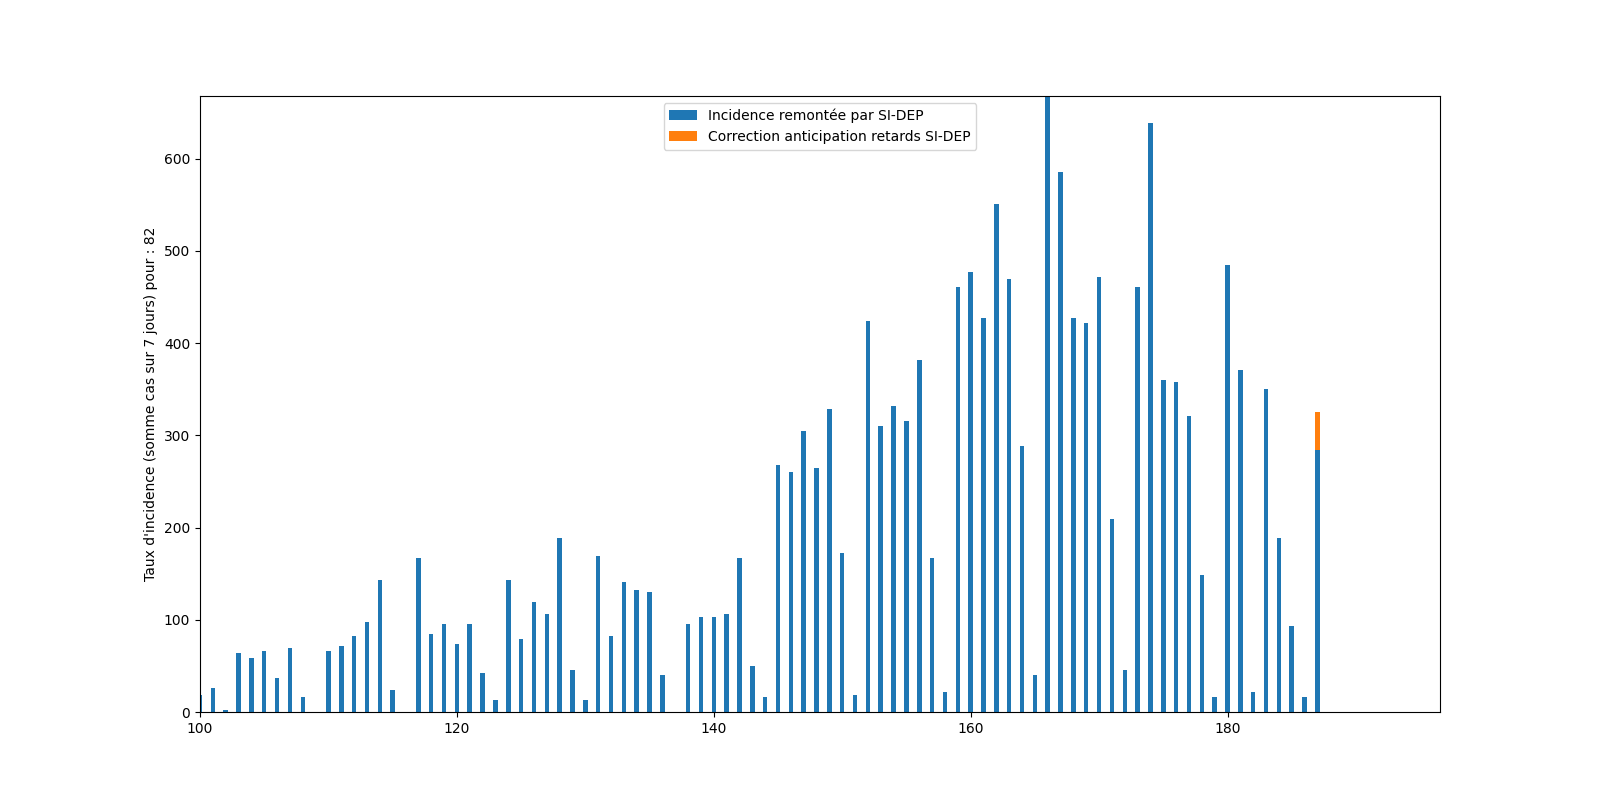 Incidence remontée par SI-DEP
Correction anticipation retards SI-DEP
Taux d'incidence (somme cas sur 7 jours) pour : 82
600
500
400
300
200
100
0
100 120 140 160 180